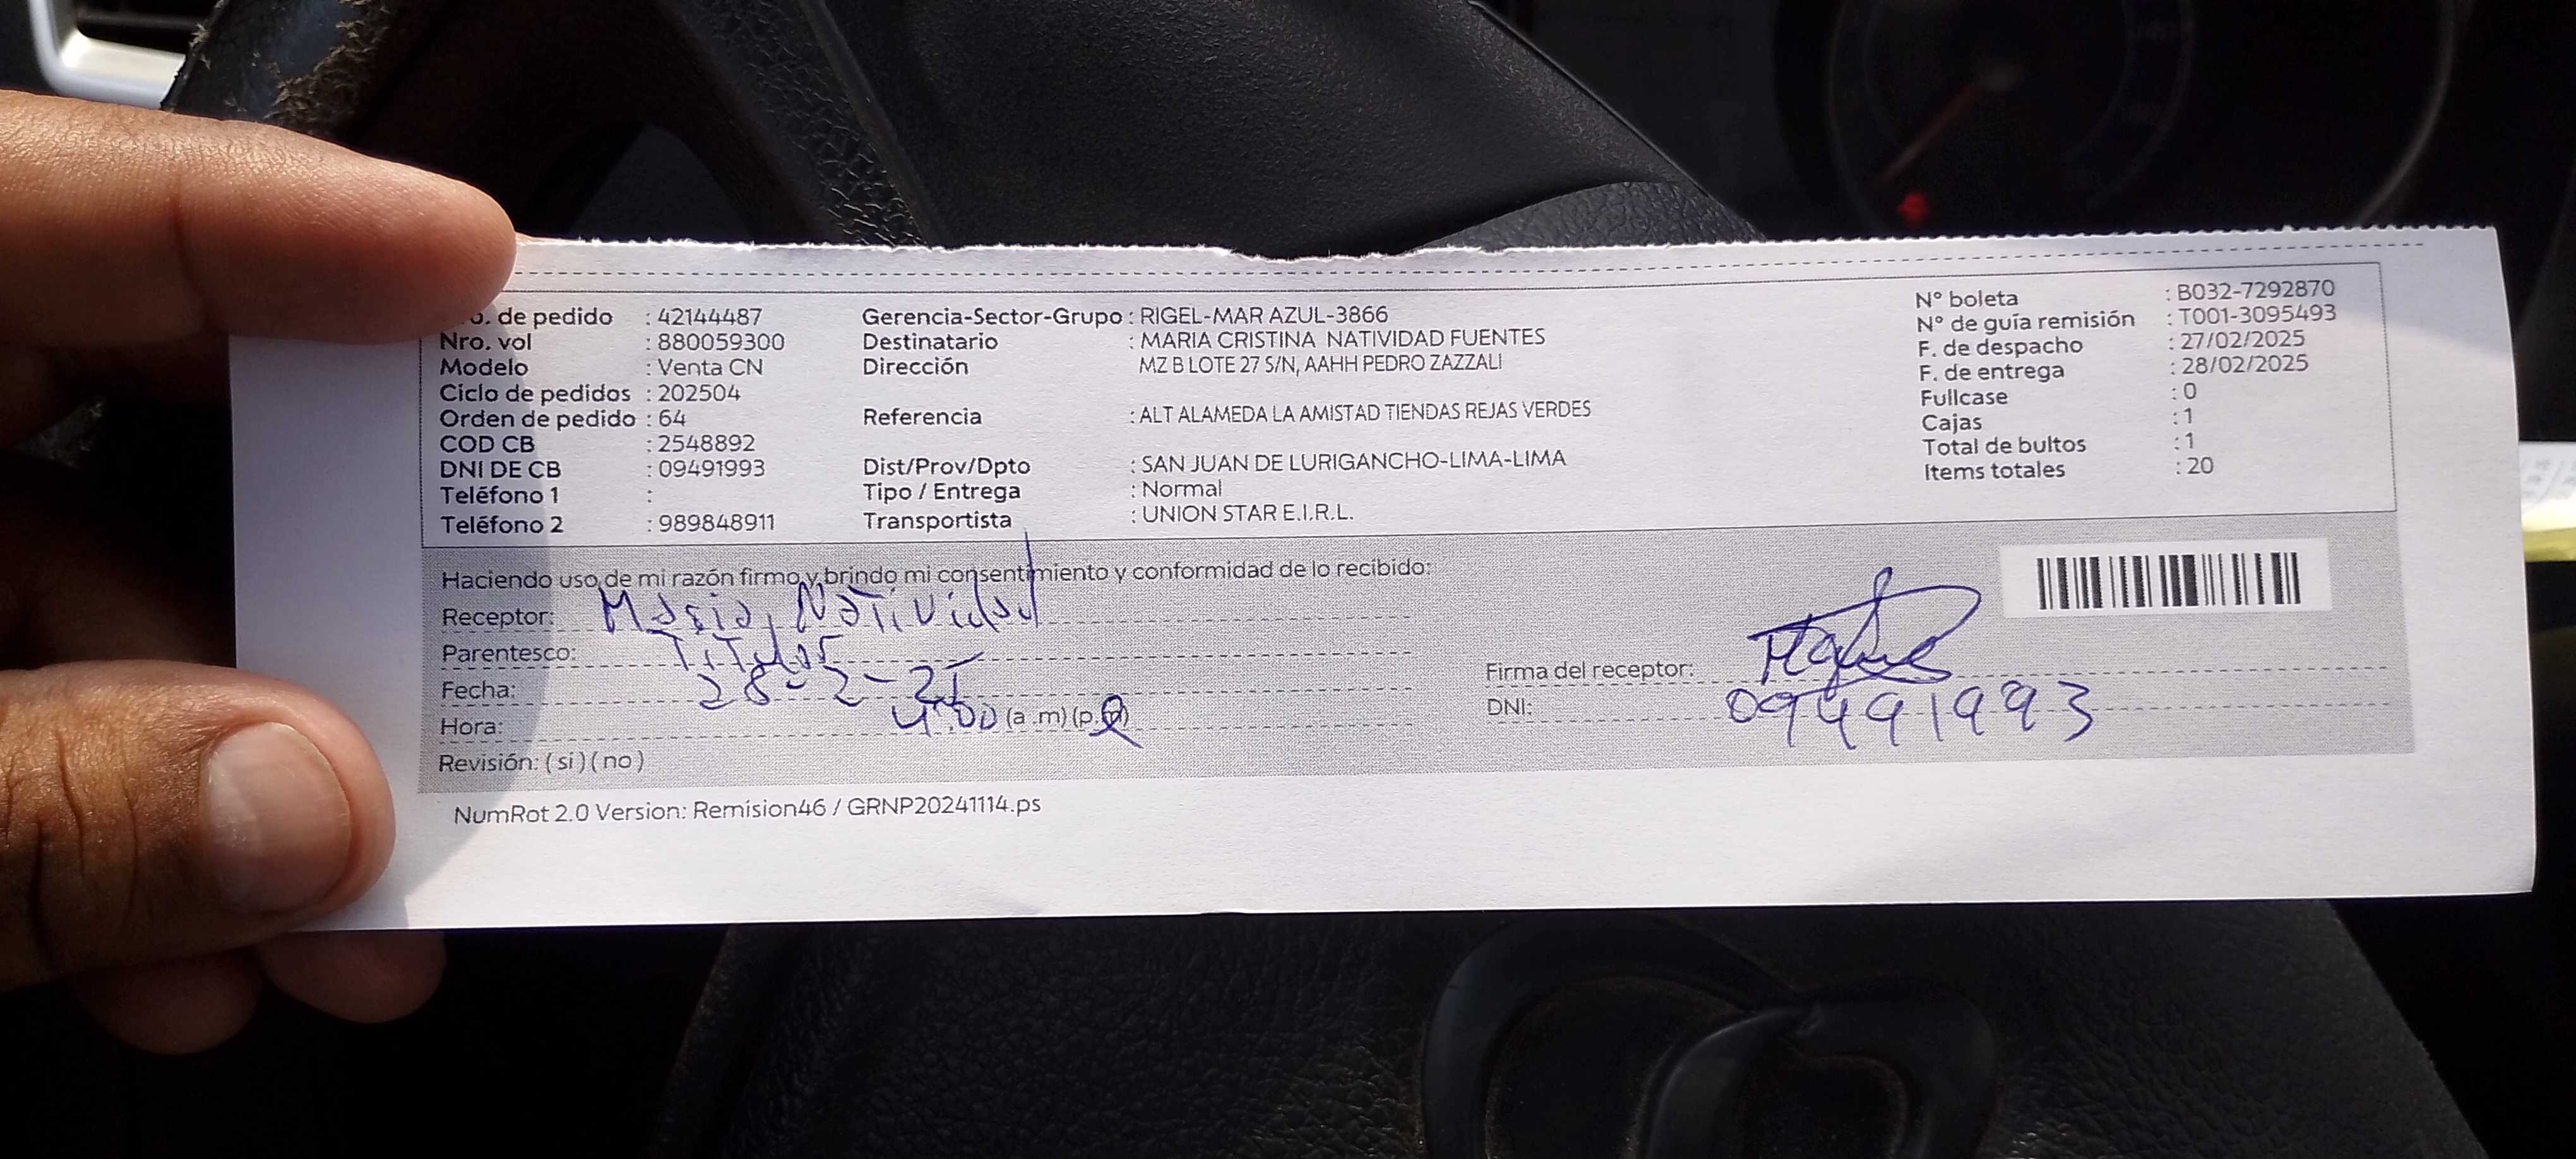 o. de pedido : 42144487 Gerencia-Sector-Grupo : RIGEL-MAR AZUL-3866 N° boleta : B032-7292870
Nro. vol : 880059300 Destinatario : MARIA CRISTINA NATIVIDAD FUENTES N° de guía remisión : T001-3095493
Modelo : Venta CN Dirección MZ B LOTE 27 S/N, AAHH PEDRO ZAZZALI F. de despacho : 27/02/2025
Ciclo de pedidos : 202504 F. de entrega : 28/02/2025
Orden de pedido : 64 Referencia : ALT ALAMEDA LA AMISTAD TIENDAS REJAS VERDES Fullcase : 0
COD CB : 2548892 Cajas : 1
DNI DE CB : 09491993 Dist/Prov/Dpto : SAN JUAN DE LURIGANCHO-LIMA-LIMA Total de bultos : 1
Teléfono 1 : Tipo / Entrega : Normal Items totales : 20
Teléfono 2 : 989848911 Transportista : UNION STAR E.I.R.L.
Haciendo uso de mi razón firmo y brindo mi consentimiento y conformidad de lo recibido:
Receptor: Maria Natividad
Parentesco: Titular
Fecha: 28-2-25 Firma del receptor:
Hora: 4:00 (a .m) (p.m) DNI: 09491993
Revisión: ( si ) ( no )
NumRot 2.0 Version: Remision46 / GRNP20241114.ps